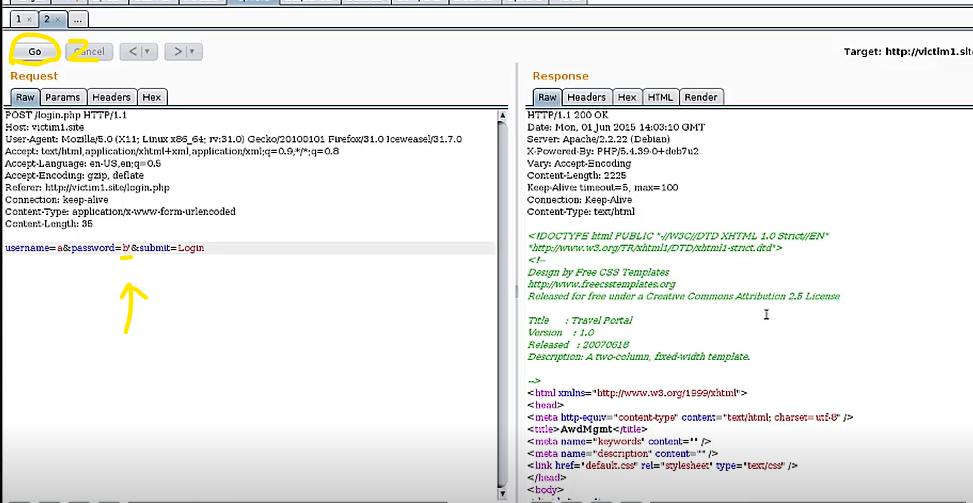 1 × 2 × ...
Go Cancel < >
Target: http://victim1.sit
Request
Raw Params Headers Hex
POST /login.php HTTP/1.1
Host: victim1.site
User-Agent: Mozilla/5.0 (X11; Linux x86_64; rv:31.0) Gecko/20100101 Firefox/31.0 Iceweasel/31.7.0
Accept: text/html,application/xhtml+xml,application/xml;q=0.9,*/*;q=0.8
Accept-Language: en-US,en;q=0.5
Accept-Encoding: gzip, deflate
Referer: http://victim1.site/login.php
Connection: keep-alive
Content-Type: application/x-www-form-urlencoded
Content-Length: 35
username=a&password=b'&submit=Login
Response
Raw Headers Hex HTML Render
HTTP/1.1 200 OK
Date: Mon, 01 Jun 2015 14:03:10 GMT
Server: Apache/2.2.22 (Debian)
X-Powered-By: PHP/5.4.39-0+deb7u2
Vary: Accept-Encoding
Content-Length: 2225
Keep-Alive: timeout=5, max=100
Connection: Keep-Alive
Content-Type: text/html
<!DOCTYPE html PUBLIC "-//W3C//DTD XHTML 1.0 Strict//EN"
"http://www.w3.org/TR/xhtml1/DTD/xhtml1-strict.dtd">
<!--
Design by Free CSS Templates
http://www.freecsstemplates.org
Released for free under a Creative Commons Attribution 2.5 License
Title : Travel Portal
Version : 1.0
Released : 20070618
Description: A two-column, fixed-width template.
-->
<html xmlns="http://www.w3.org/1999/xhtml">
<head>
<meta http-equiv="content-type" content="text/html; charset=utf-8" />
<title>AwdMgmt</title>
<meta name="keywords" content="" />
<meta name="description" content="" />
<link href="default.css" rel="stylesheet" type="text/css" />
</head>
<body>